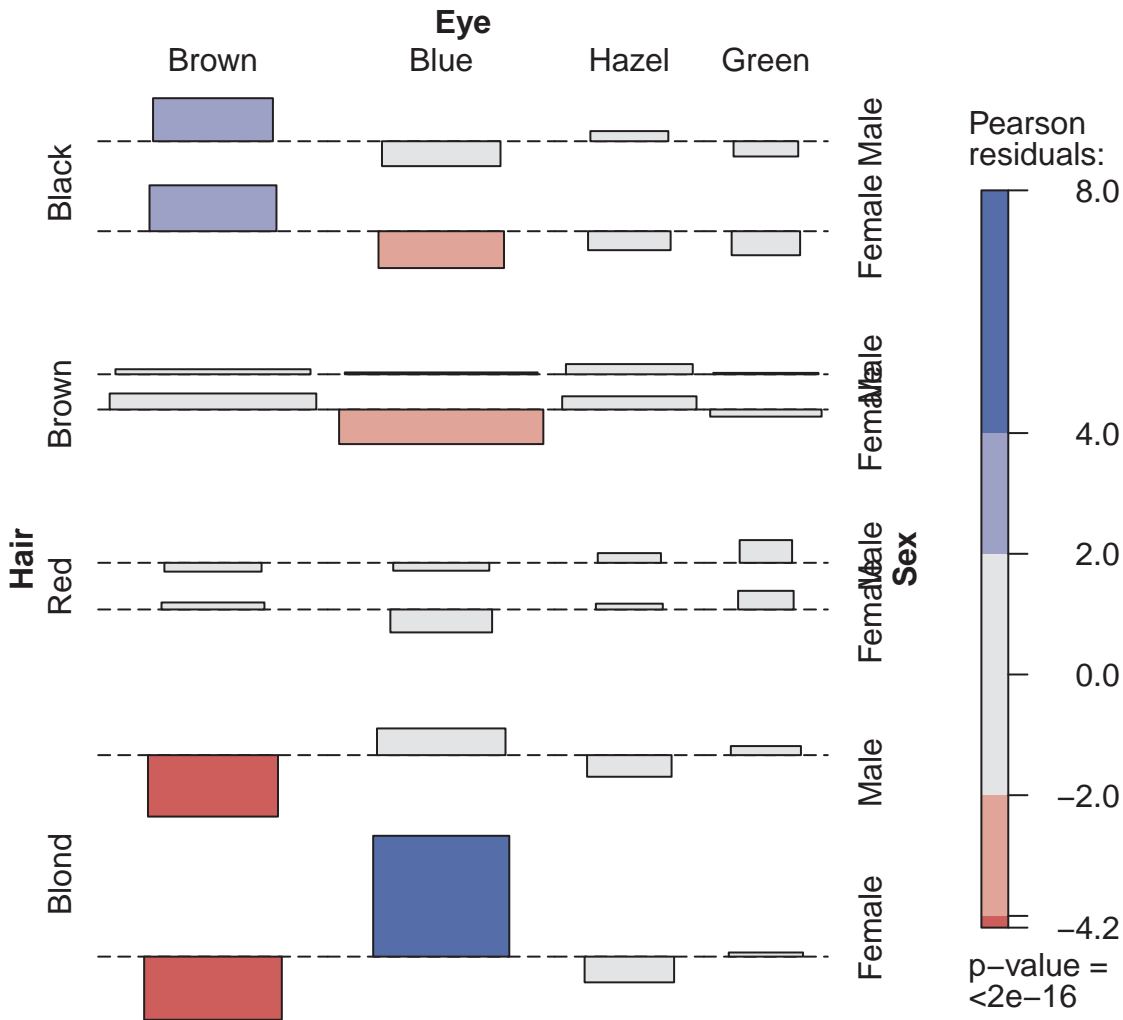 Eye
Brown Blue Hazel Green
Hair
Black
Brown
Red
Blond
Male
Female
Male
Female
Male
Female
Male
Female
Sex
Pearson
residuals:
8.0
4.0
2.0
0.0
−2.0
−4.2
p−value =
<2e−16